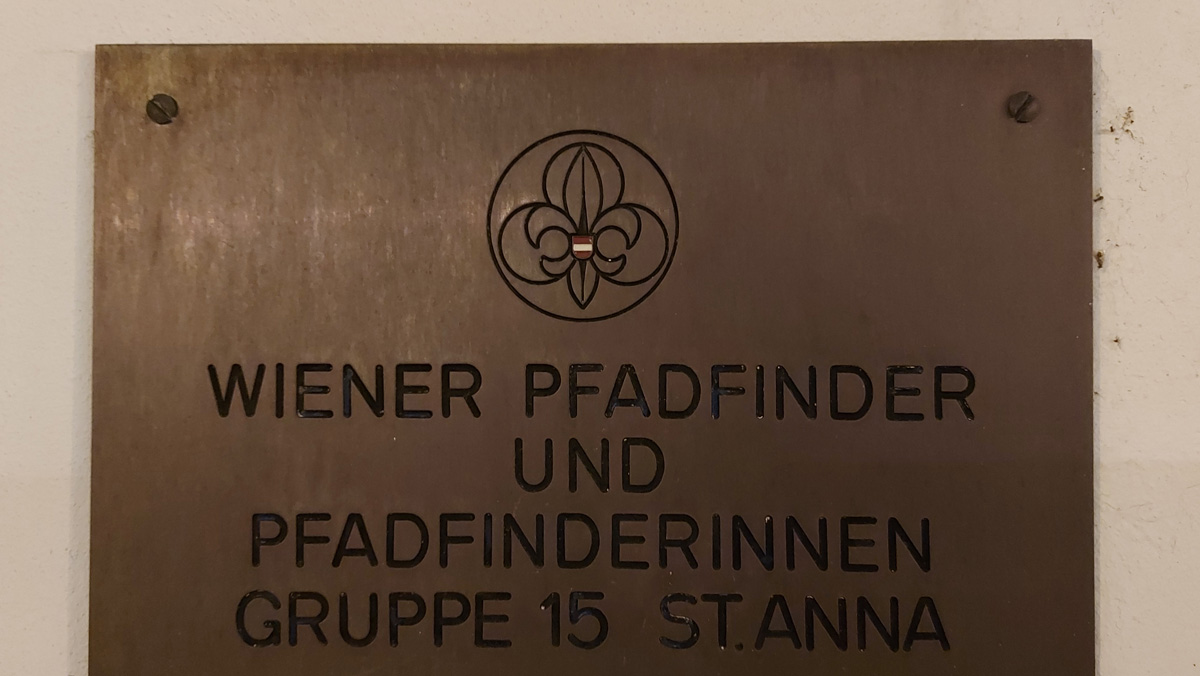 WIENER PFADFINDER
UND
PFADFINDERINNEN
GRUPPE 15 ST.ANNA